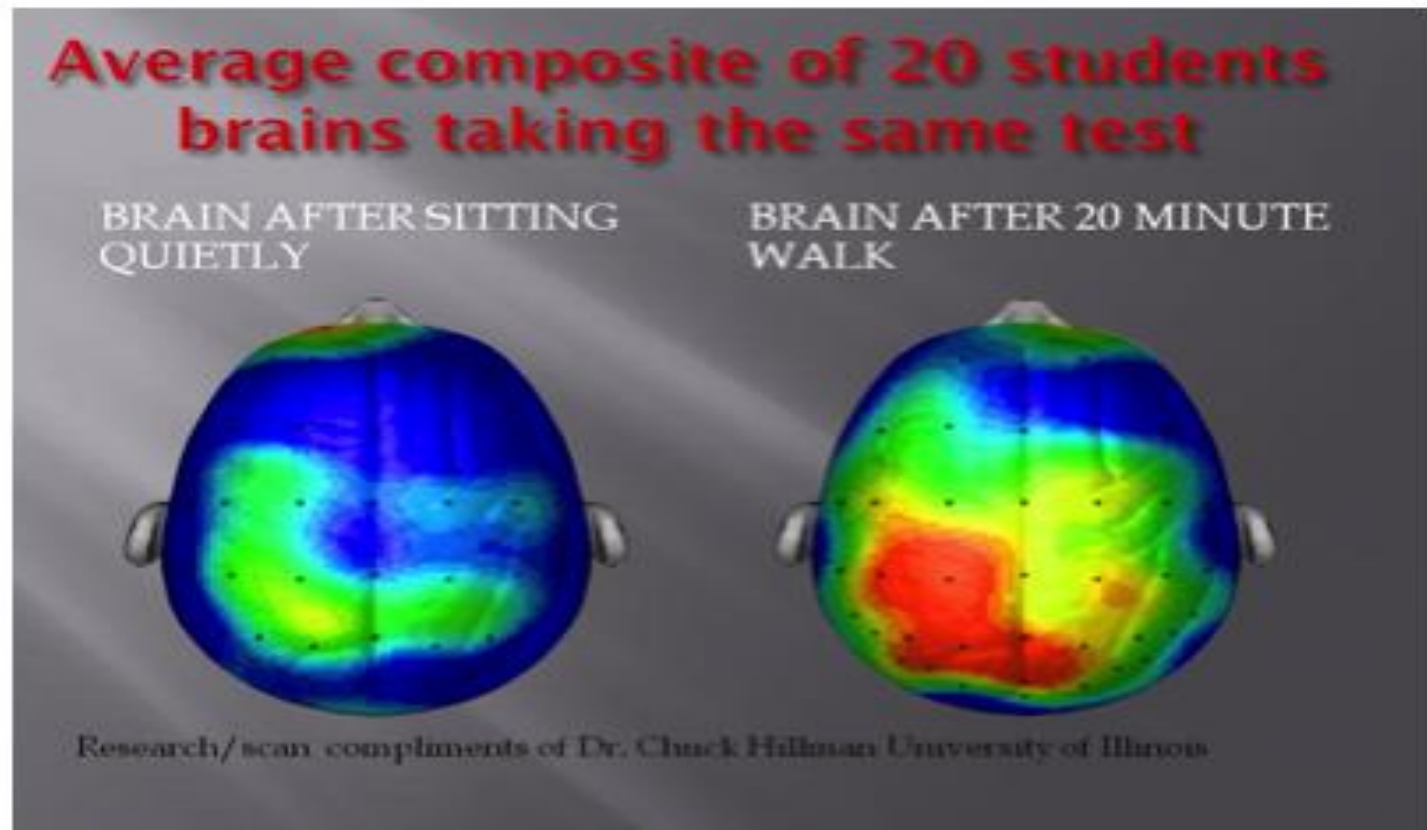 Average composite of 20 students
brains taking the same test
BRAIN AFTER SITTING
QUIETLY
BRAIN AFTER 20 MINUTE
WALK
Research/scan compliments of Dr. Chuck Hillman University of Illinois